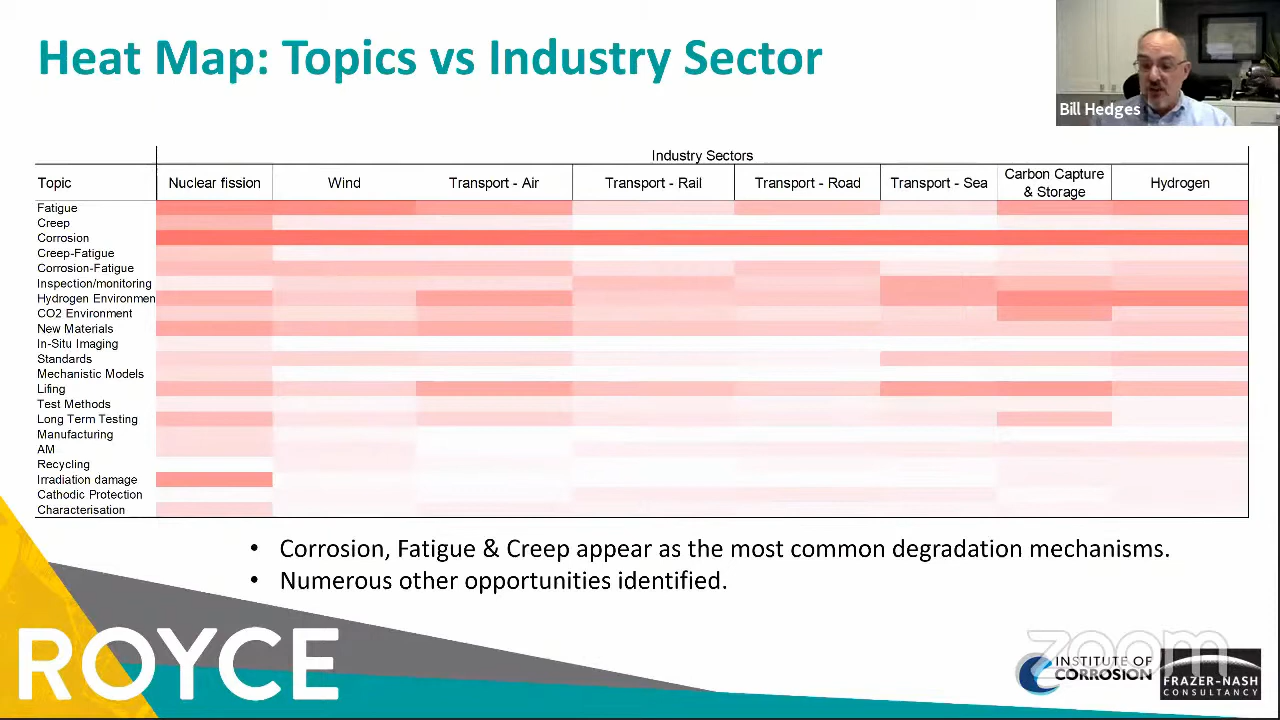 Heat Map: Topics vs Industry Sector
Bill Hedges
Industry Sectors
Topic
Nuclear fission
Wind
Transport - Air
Transport - Rail
Transport - Road
Transport - Sea
Carbon Capture
& Storage
Hydrogen
Fatigue
Creep
Corrosion
Creep-Fatigue
Corrosion-Fatigue
Inspection/monitoring
Hydrogen Environmen
CO2 Environment
New Materials
In-Situ Imaging
Standards
Mechanistic Models
Lifing
Test Methods
Long Term Testing
Manufacturing
AM
Recycling
Irradiation damage
Cathodic Protection
Characterisation
• Corrosion, Fatigue & Creep appear as the most common degradation mechanisms.
• Numerous other opportunities identified.
ROYCE
zoom
INSTITUTE OF
CORROSION
FRAZER-NASH
CONSULTANCY